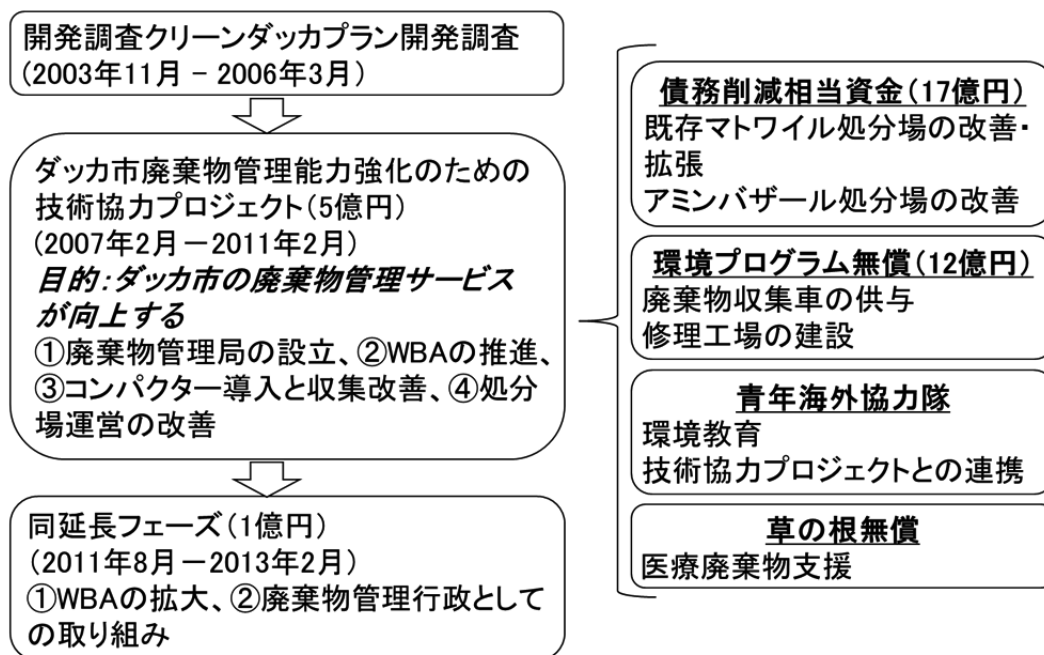 開発調査クリーンダッカプラン開発調査
(2003年11月 – 2006年3月)
ダッカ市廃棄物管理能力強化のための
技術協力プロジェクト(5億円)
(2007年2月－2011年2月)
目的:ダッカ市の廃棄物管理サービス
が向上する
①廃棄物管理局の設立、②WBAの推進、
③コンパクター導入と収集改善、④処分
場運営の改善
同延長フェーズ(1億円)
(2011年8月－2013年2月)
①WBAの拡大、②廃棄物管理行政として
の取り組み
債務削減相当資金(17億円)
既存マトワイル処分場の改善・
拡張
アミンバザール処分場の改善
環境プログラム無償(12億円)
廃棄物収集車の供与
修理工場の建設
青年海外協力隊
環境教育
技術協力プロジェクトとの連携
草の根無償
医療廃棄物支援